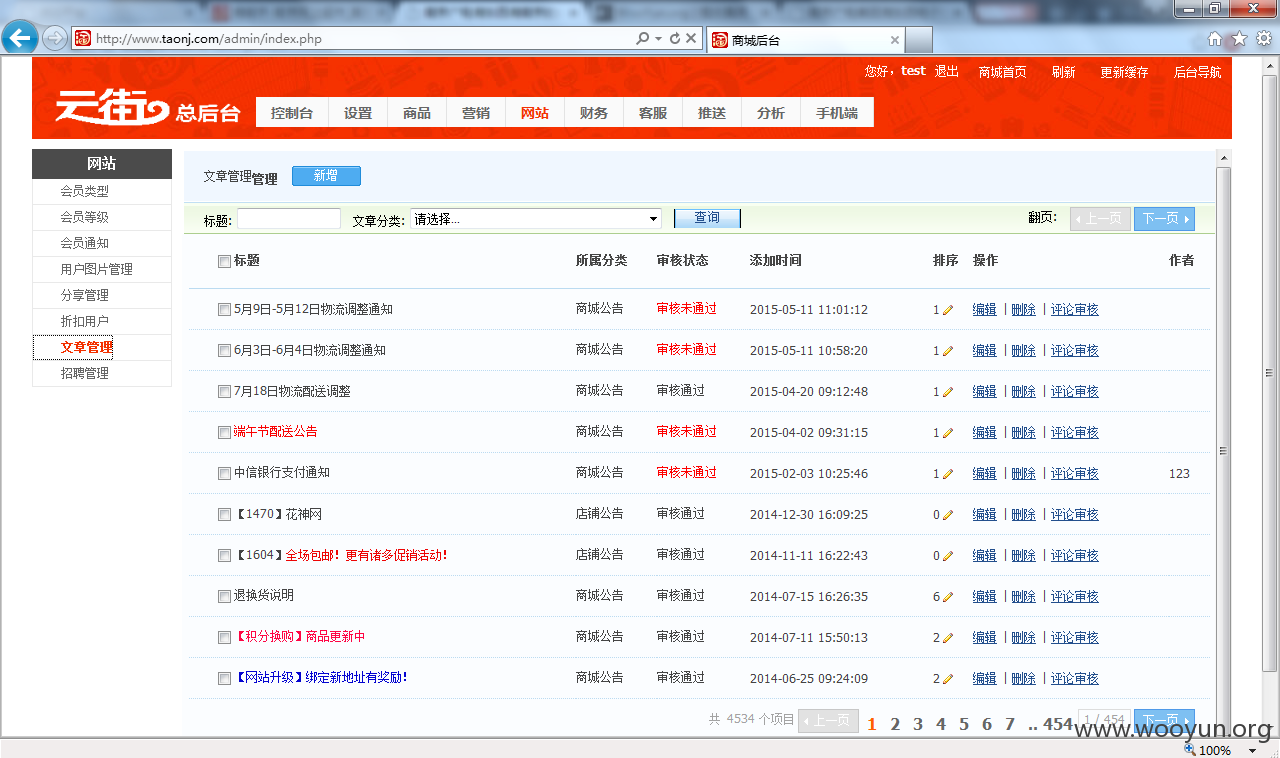 http://www.taonj.com/admin/index.php
商城后台
您好，test 退出 商城首页 刷新 更新缓存 后台导航
云街 总后台
控制台 设置 商品 营销 网站 财务 客服 推送 分析 手机端
网站
会员类型
会员等级
会员通知
用户图片管理
分享管理
折扣用户
文章管理
招聘管理
文章管理管理 新增
标题: 文章分类: 请选择... 查询 翻页: 上一页 下一页
标题 所属分类 审核状态 添加时间 排序 操作 作者
5月9日-5月12日物流调整通知 商城公告 审核未通过 2015-05-11 11:01:12 1 编辑 | 删除 | 评论审核
6月3日-6月4日物流调整通知 商城公告 审核未通过 2015-05-11 10:58:20 1 编辑 | 删除 | 评论审核
7月18日物流配送调整 商城公告 审核通过 2015-04-20 09:12:48 1 编辑 | 删除 | 评论审核
端午节配送公告 商城公告 审核未通过 2015-04-02 09:31:15 1 编辑 | 删除 | 评论审核
中信银行支付通知 商城公告 审核未通过 2015-02-03 10:25:46 1 编辑 | 删除 | 评论审核 123
【1470】花神网 店铺公告 审核通过 2014-12-30 16:09:25 0 编辑 | 删除 | 评论审核
【1604】全场包邮！更有诸多促销活动！ 店铺公告 审核通过 2014-11-11 16:22:43 0 编辑 | 删除 | 评论审核
退换货说明 商城公告 审核通过 2014-07-15 16:26:35 6 编辑 | 删除 | 评论审核
【积分换购】商品更新中 商城公告 审核通过 2014-07-11 15:50:13 2 编辑 | 删除 | 评论审核
【网站升级】绑定新地址有奖励！ 商城公告 审核通过 2014-06-25 09:24:09 2 编辑 | 删除 | 评论审核
共 4534 个项目 上一页 1 2 3 4 5 6 7 .. 454 1 / 454 下一页
www.wooyun.org
100%